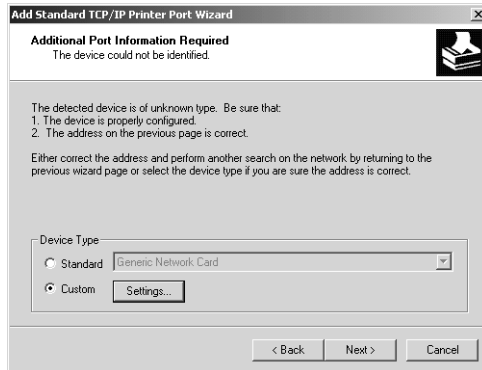 Add Standard TCP/IP Printer Port Wizard
Additional Port Information Required
The device could not be identified.
The detected device is of unknown type. Be sure that:
1. The device is properly configured.
2. The address on the previous page is correct.
Either correct the address and perform another search on the network by returning to the
previous wizard page or select the device type if you are sure the address is correct.
Device Type
Standard Generic Network Card
Custom Settings...
< Back Next > Cancel